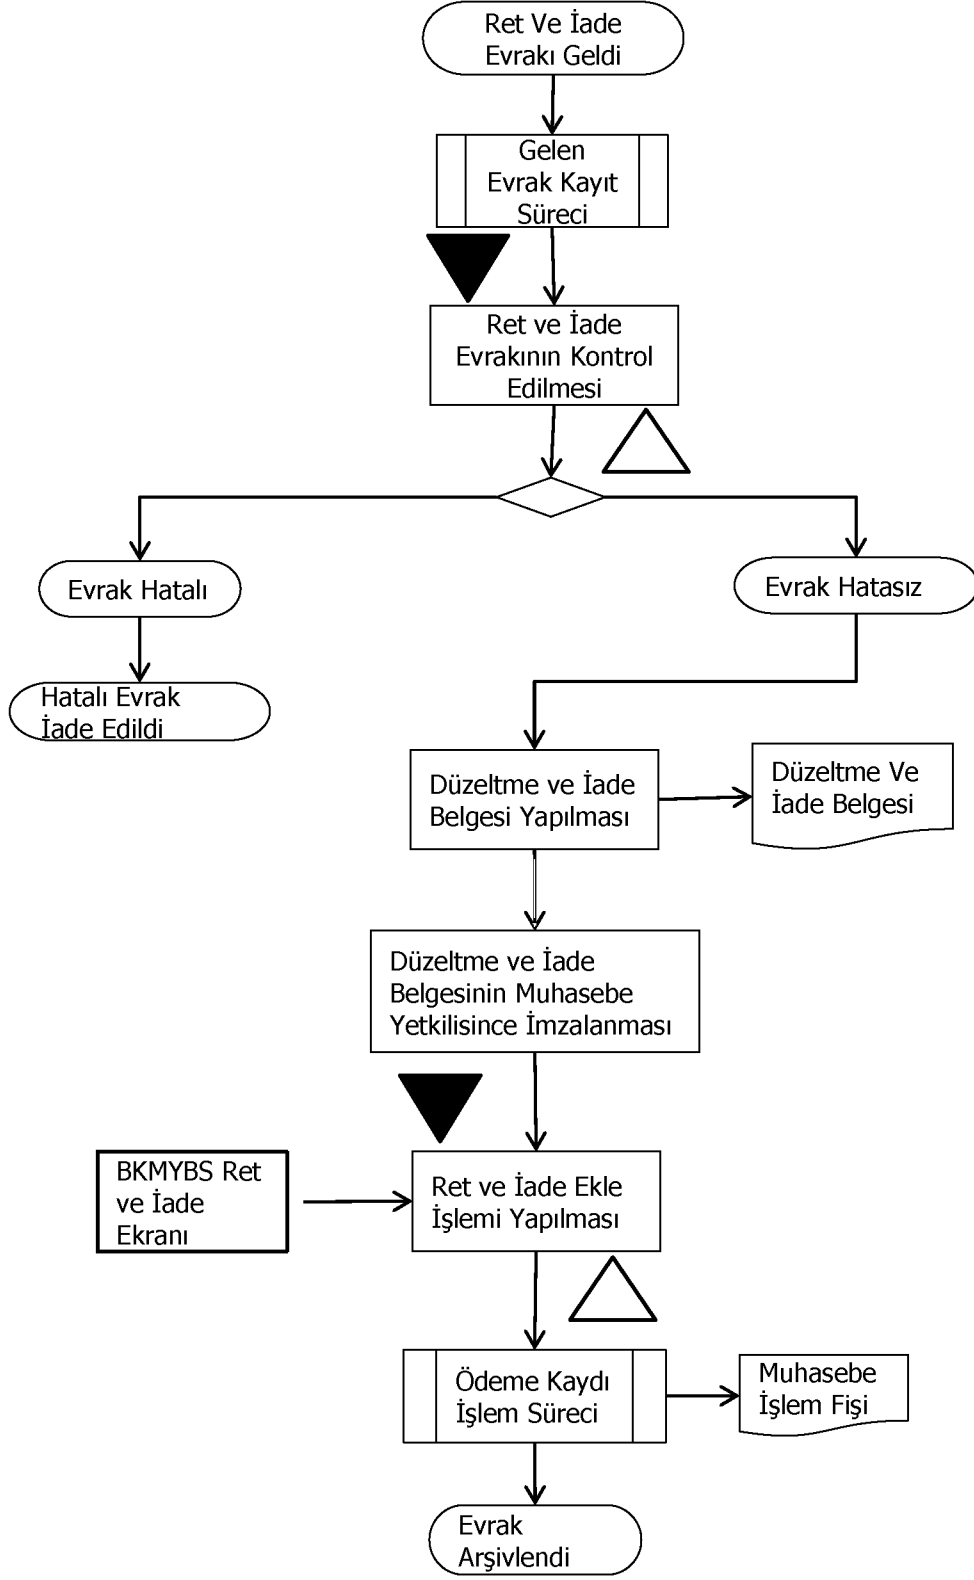 Ret Ve İade
Evrakı Geldi
Gelen
Evrak Kayıt
Süreci
Ret ve İade
Evrakının Kontrol
Edilmesi
Evrak Hatalı
Evrak Hatasız
Hatalı Evrak
İade Edildi
Düzeltme ve İade
Belgesi Yapılması
Düzeltme Ve
İade Belgesi
Düzeltme ve İade
Belgesinin Muhasebe
Yetkilisince İmzalanması
BKMYBS Ret
ve İade
Ekranı
Ret ve İade Ekle
İşlemi Yapılması
Ödeme Kaydı
İşlem Süreci
Muhasebe
İşlem Fişi
Evrak
Arşivlendi